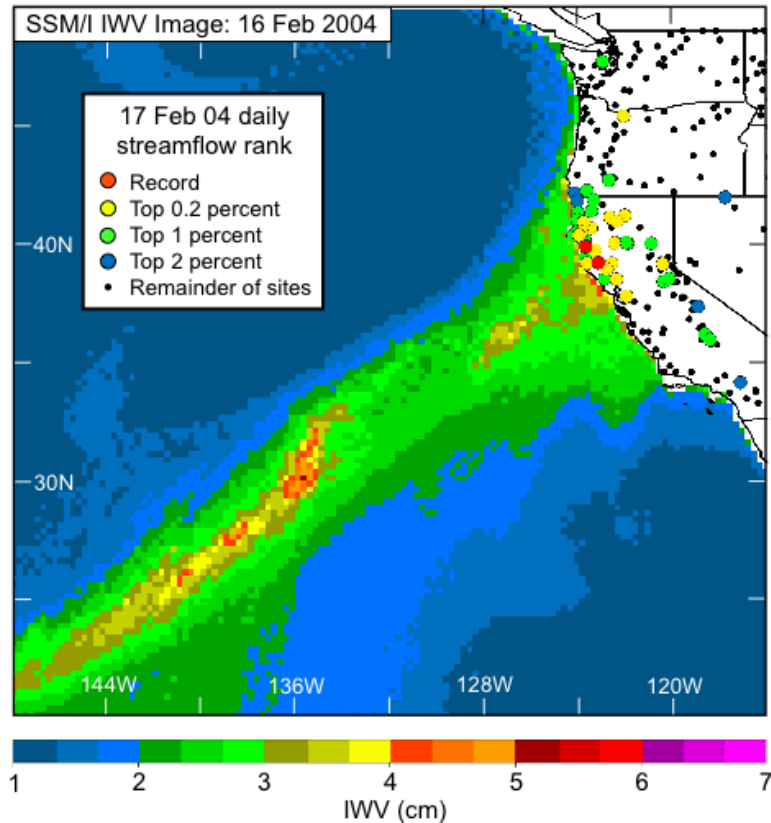 SSM/I IWV Image: 16 Feb 2004
17 Feb 04 daily
streamflow rank
Record
Top 0.2 percent
Top 1 percent
Top 2 percent
Remainder of sites
40N
30N
144W 136W 128W 120W
1 2 3 4 5 6 7
IWV (cm)